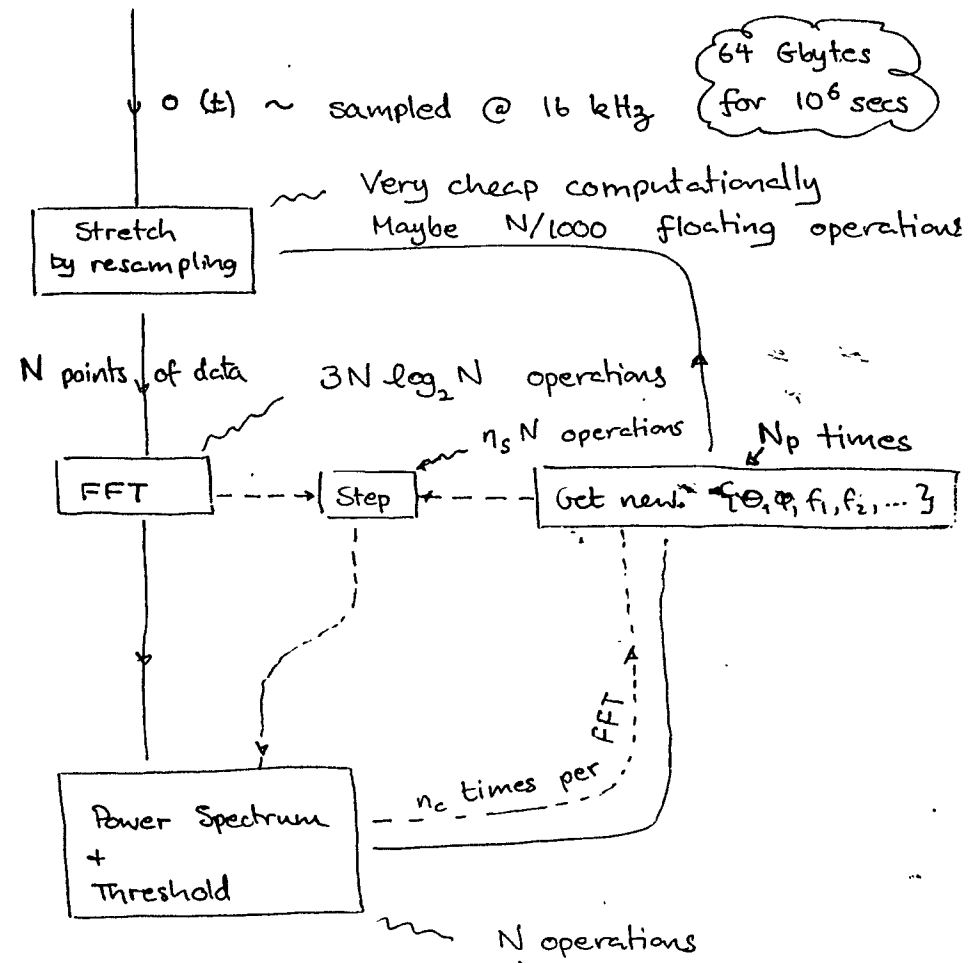 64 Gbytes
for 10⁶ secs
o (t) ~ sampled @ 16 kHz
Very cheap computationally
Maybe N/1000 floating operations
Stretch
by resampling
N points of data
3N log₂ N operations
nₛ N operations
Np times
FFT
Step
Get new {θ, φ, f₁, f₂, ... }
FFT
n_c times per
Power Spectrum
+
Threshold
N operations